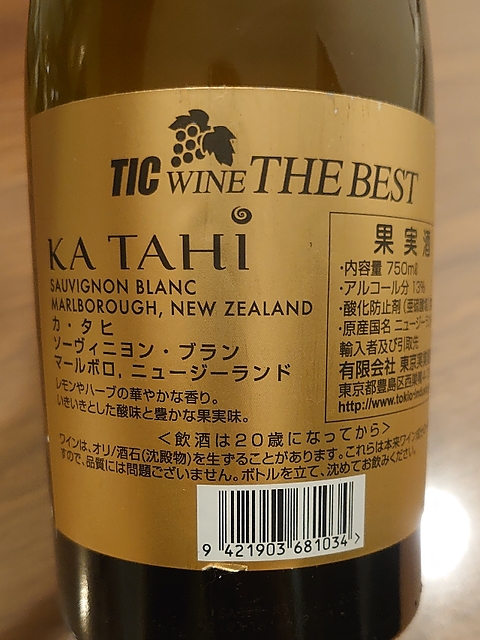 TIC WINE THE BEST
KA TAHi
SAUVIGNON BLANC
MARLBOROUGH, NEW ZEALAND
カ・タヒ
ソーヴィニヨン・ブラン
マールボロ, ニュージーランド
レモンやハーブの華やかな香り。
いきいきとした酸味と豊かな果実味。
果実酒
・内容量 750ml
・アルコール分 13%
・酸化防止剤(亜硫酸
・原産国名 ニュージー
輸入者及び引取先
有限会社 東京実
東京都豊島区西巣鴨
http://www.tokio-indu
＜飲酒は20歳になってから＞
ワインは、オリ/酒石(沈殿物)を生ずることがあります。これらは本来ワイン
すので、品質には問題ございません。ボトルを立て、沈めてお飲みください。
9 421903 681034 >